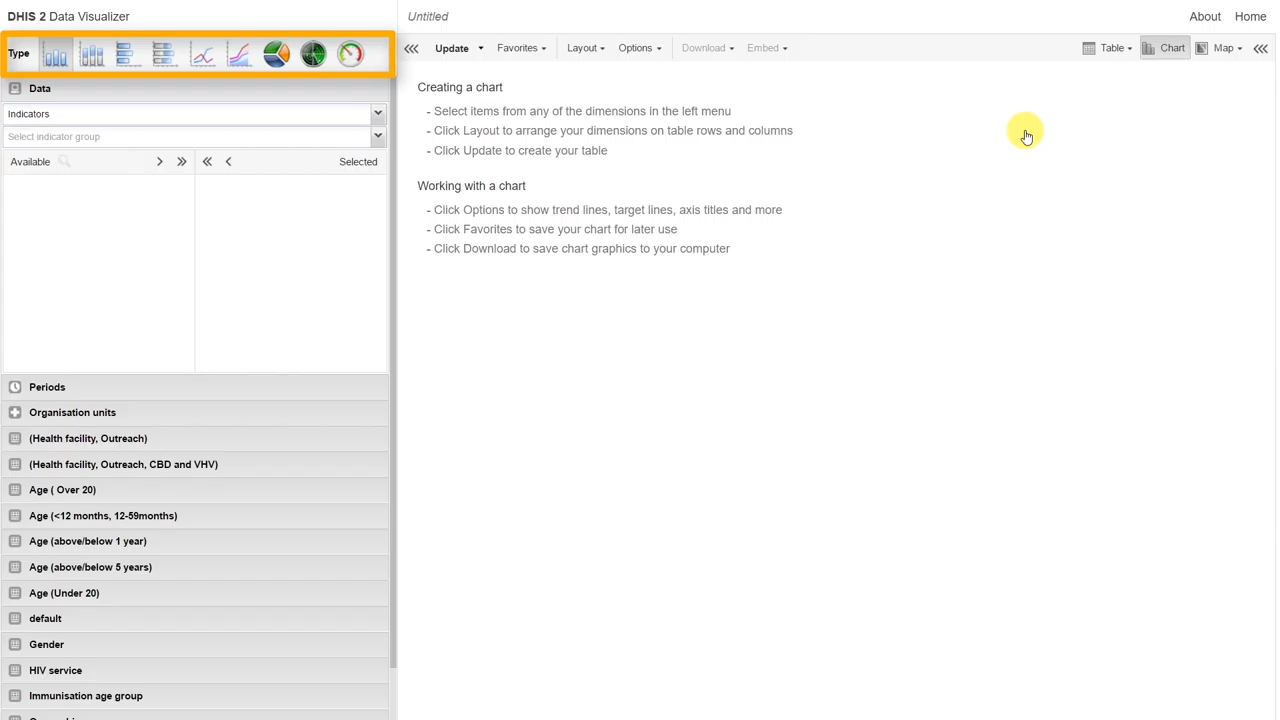 DHIS 2 Data Visualizer
Untitled
About
Home
Type
Update
Favorites
Layout
Options
Download
Embed
Table
Chart
Map
Data
Indicators
Select indicator group
Available
Selected
Periods
Organisation units
(Health facility, Outreach)
(Health facility, Outreach, CBD and VHV)
Age ( Over 20)
Age (<12 months, 12-59months)
Age (above/below 1 year)
Age (above/below 5 years)
Age (Under 20)
default
Gender
HIV service
Immunisation age group
Creating a chart
- Select items from any of the dimensions in the left menu
- Click Layout to arrange your dimensions on table rows and columns
- Click Update to create your table
Working with a chart
- Click Options to show trend lines, target lines, axis titles and more
- Click Favorites to save your chart for later use
- Click Download to save chart graphics to your computer